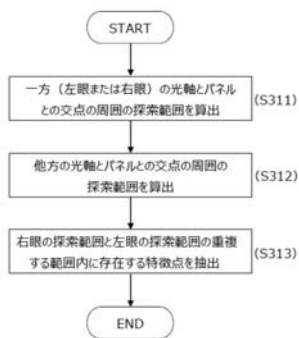 START
一方（左眼または右眼）の光軸とパネル
との交点の周囲の探索範囲を算出
(S311)
他方の光軸とパネルとの交点の周囲の
探索範囲を算出
(S312)
右眼の探索範囲と左眼の探索範囲の重複
する範囲内に存在する特徴点を抽出
(S313)
END